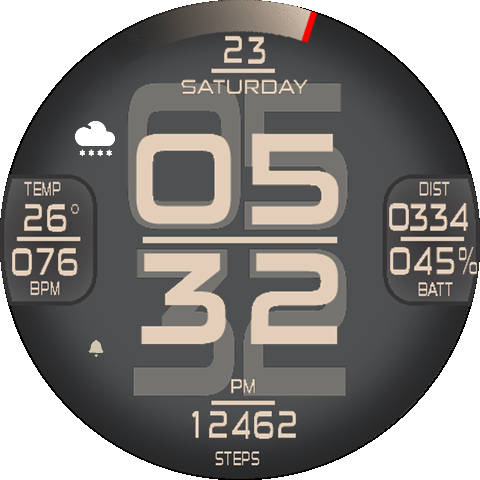 23
SATURDAY
05
TEMP
26°
076
BPM
DIST
0334
045%
BATT
32
PM
12462
STEPS